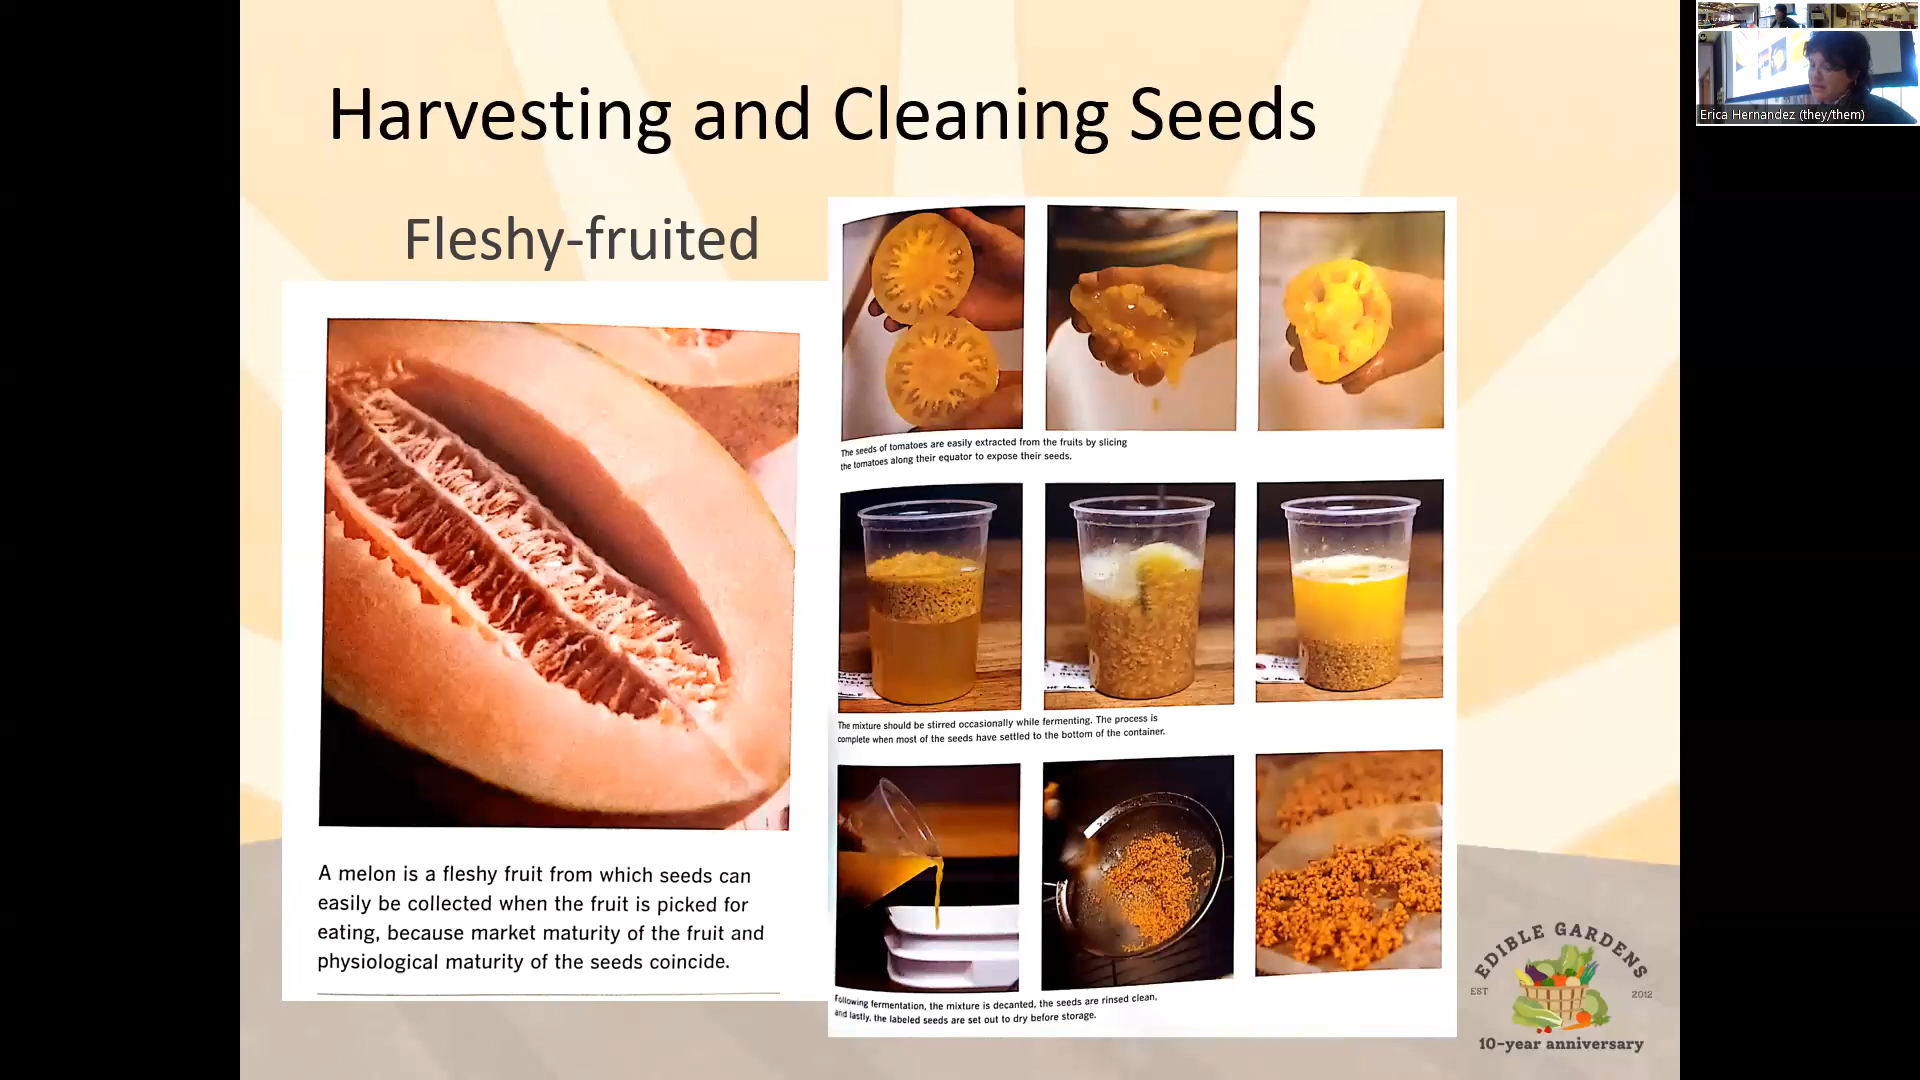 Harvesting and Cleaning Seeds
Fleshy-fruited
A melon is a fleshy fruit from which seeds can
easily be collected when the fruit is picked for
eating, because market maturity of the fruit and
physiological maturity of the seeds coincide.
The seeds of tomatoes are easily extracted from the fruits by slicing
the tomatoes along their equator to expose their seeds.
The mixture should be stirred occasionally while fermenting. The process is
complete when most of the seeds have settled to the bottom of the container.
Following fermentation, the mixture is decanted, the seeds are rinsed clean,
and lastly, the labeled seeds are set out to dry before storage.
EDIBLE GARDENS
EST 2012
10-year anniversary
Erica Hernandez (they/them)